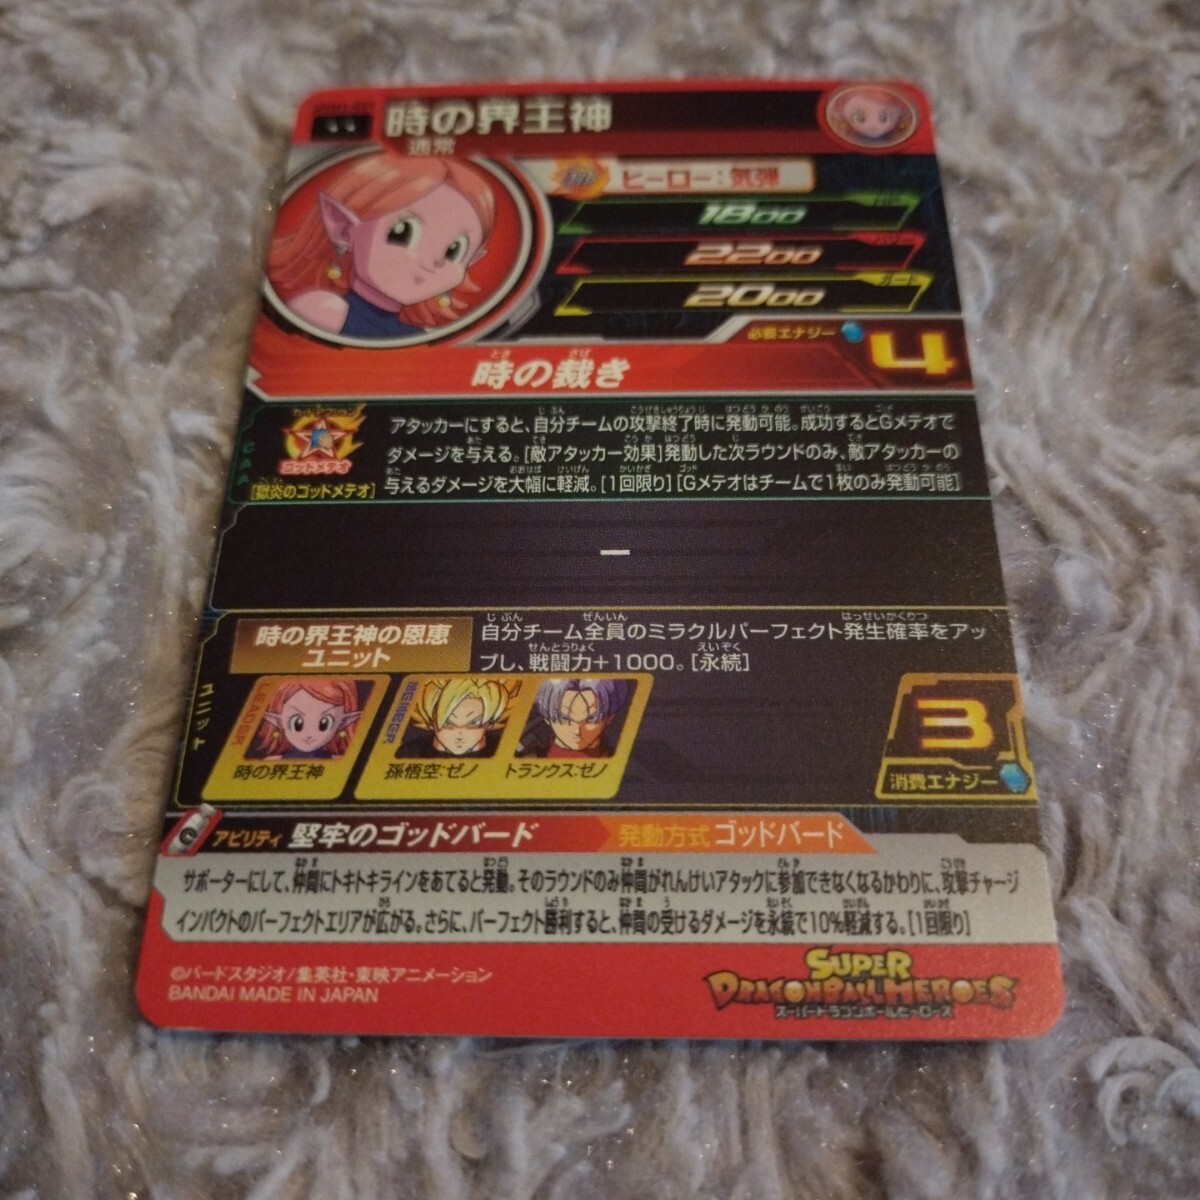 時の界王神
通常
ヒーロー:気弾
1800
2200
ガード
2000
必要エナジー
4
時の裁き
カードアクション
ゴッドメテオ
[獄炎のゴッドメテオ]
CAA
アタッカーにすると、自分チームの攻撃終了時に発動可能。成功するとGメテオで
ダメージを与える。[敵アタッカー効果]発動した次ラウンドのみ、敵アタッカーの
与えるダメージを大幅に軽減。[1回限り][Gメテオはチームで1枚のみ発動可能]
ー
ユニット
時の界王神の恩恵
ユニット
自分チーム全員のミラクルパーフェクト発生確率をアッ
プし、戦闘力+1000。[永続]
LEADER
時の界王神
MEMBER
孫悟空:ゼノ
トランクス:ゼノ
3
消費エナジー
アビリティ 堅牢のゴッドバード
発動方式 ゴッドバード
サポーターにして、仲間にトキトキラインをあてると発動。そのラウンドのみ仲間がれんけいアタックに参加できなくなるかわりに、攻撃チャージ
インパクトのパーフェクトエリアが広がる。さらに、パーフェクト勝利すると、仲間の受けるダメージを永続で10%軽減する。[1回限り]
©バードスタジオ/集英社・東映アニメーション
BANDAI MADE IN JAPAN
SUPER
DRAGONBALL HEROES
スーパードラゴンボールヒーローズ